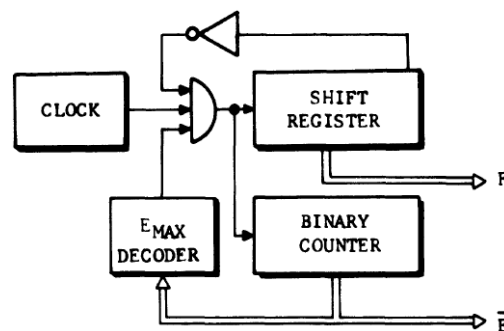 CLOCK
SHIFT
REGISTER
F
EMAX
DECODER
BINARY
COUNTER
E